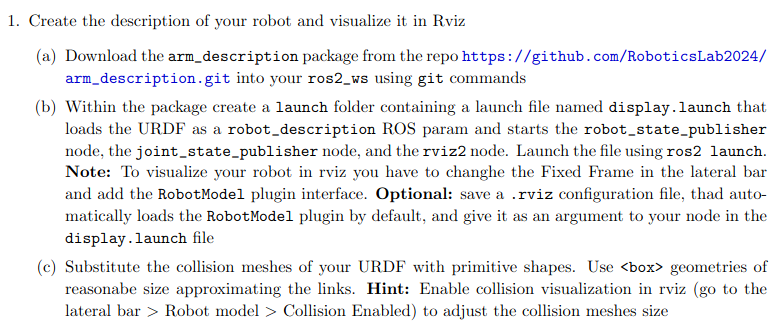 1. Create the description of your robot and visualize it in Rviz
(a) Download the arm_description package from the repo https://github.com/RoboticsLab2024/
arm_description.git into your ros2_ws using git commands
(b) Within the package create a launch folder containing a launch file named display.launch that
loads the URDF as a robot_description ROS param and starts the robot_state_publisher
node, the joint_state_publisher node, and the rviz2 node. Launch the file using ros2 launch.
Note: To visualize your robot in rviz you have to changhe the Fixed Frame in the lateral bar
and add the RobotModel plugin interface. Optional: save a .rviz configuration file, thad auto-
matically loads the RobotModel plugin by default, and give it as an argument to your node in the
display.launch file
(c) Substitute the collision meshes of your URDF with primitive shapes. Use <box> geometries of
reasonabe size approximating the links. Hint: Enable collision visualization in rviz (go to the
lateral bar > Robot model > Collision Enabled) to adjust the collision meshes size